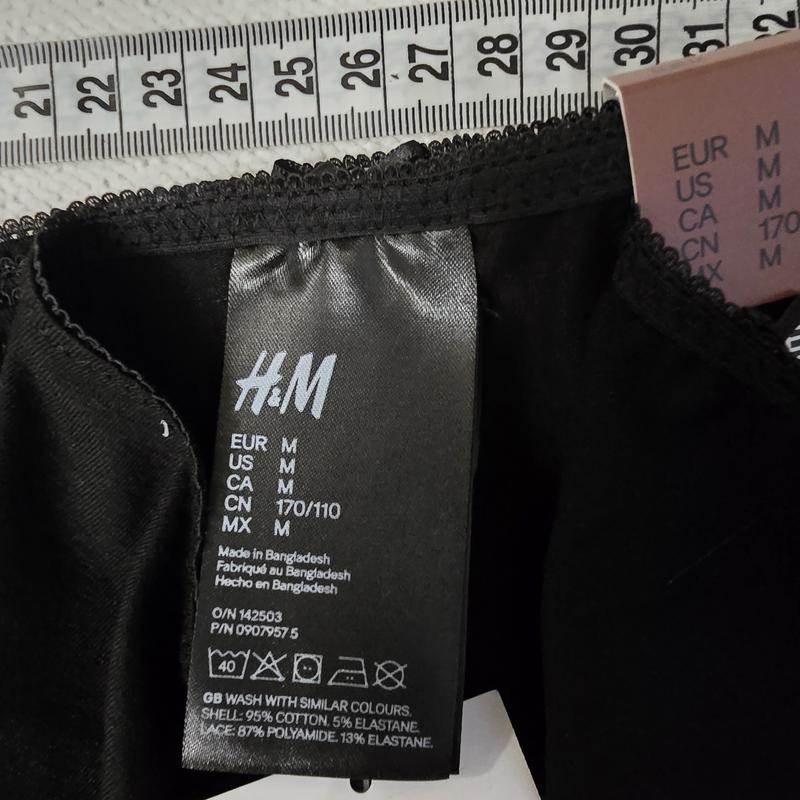 21 22 23 24 25 26 27 28 29 30 31 32
EUR M
US M
CA M
CN 170
MX M
H&M
EUR M
US M
CA M
CN 170/110
MX M
Made in Bangladesh
Fabriqué au Bangladesh
Hecho en Bangladesh
O/N 142503
P/N 0907957 5
40
GB WASH WITH SIMILAR COLOURS.
SHELL: 95% COTTON. 5% ELASTANE.
LACE: 87% POLYAMIDE. 13% ELASTANE.